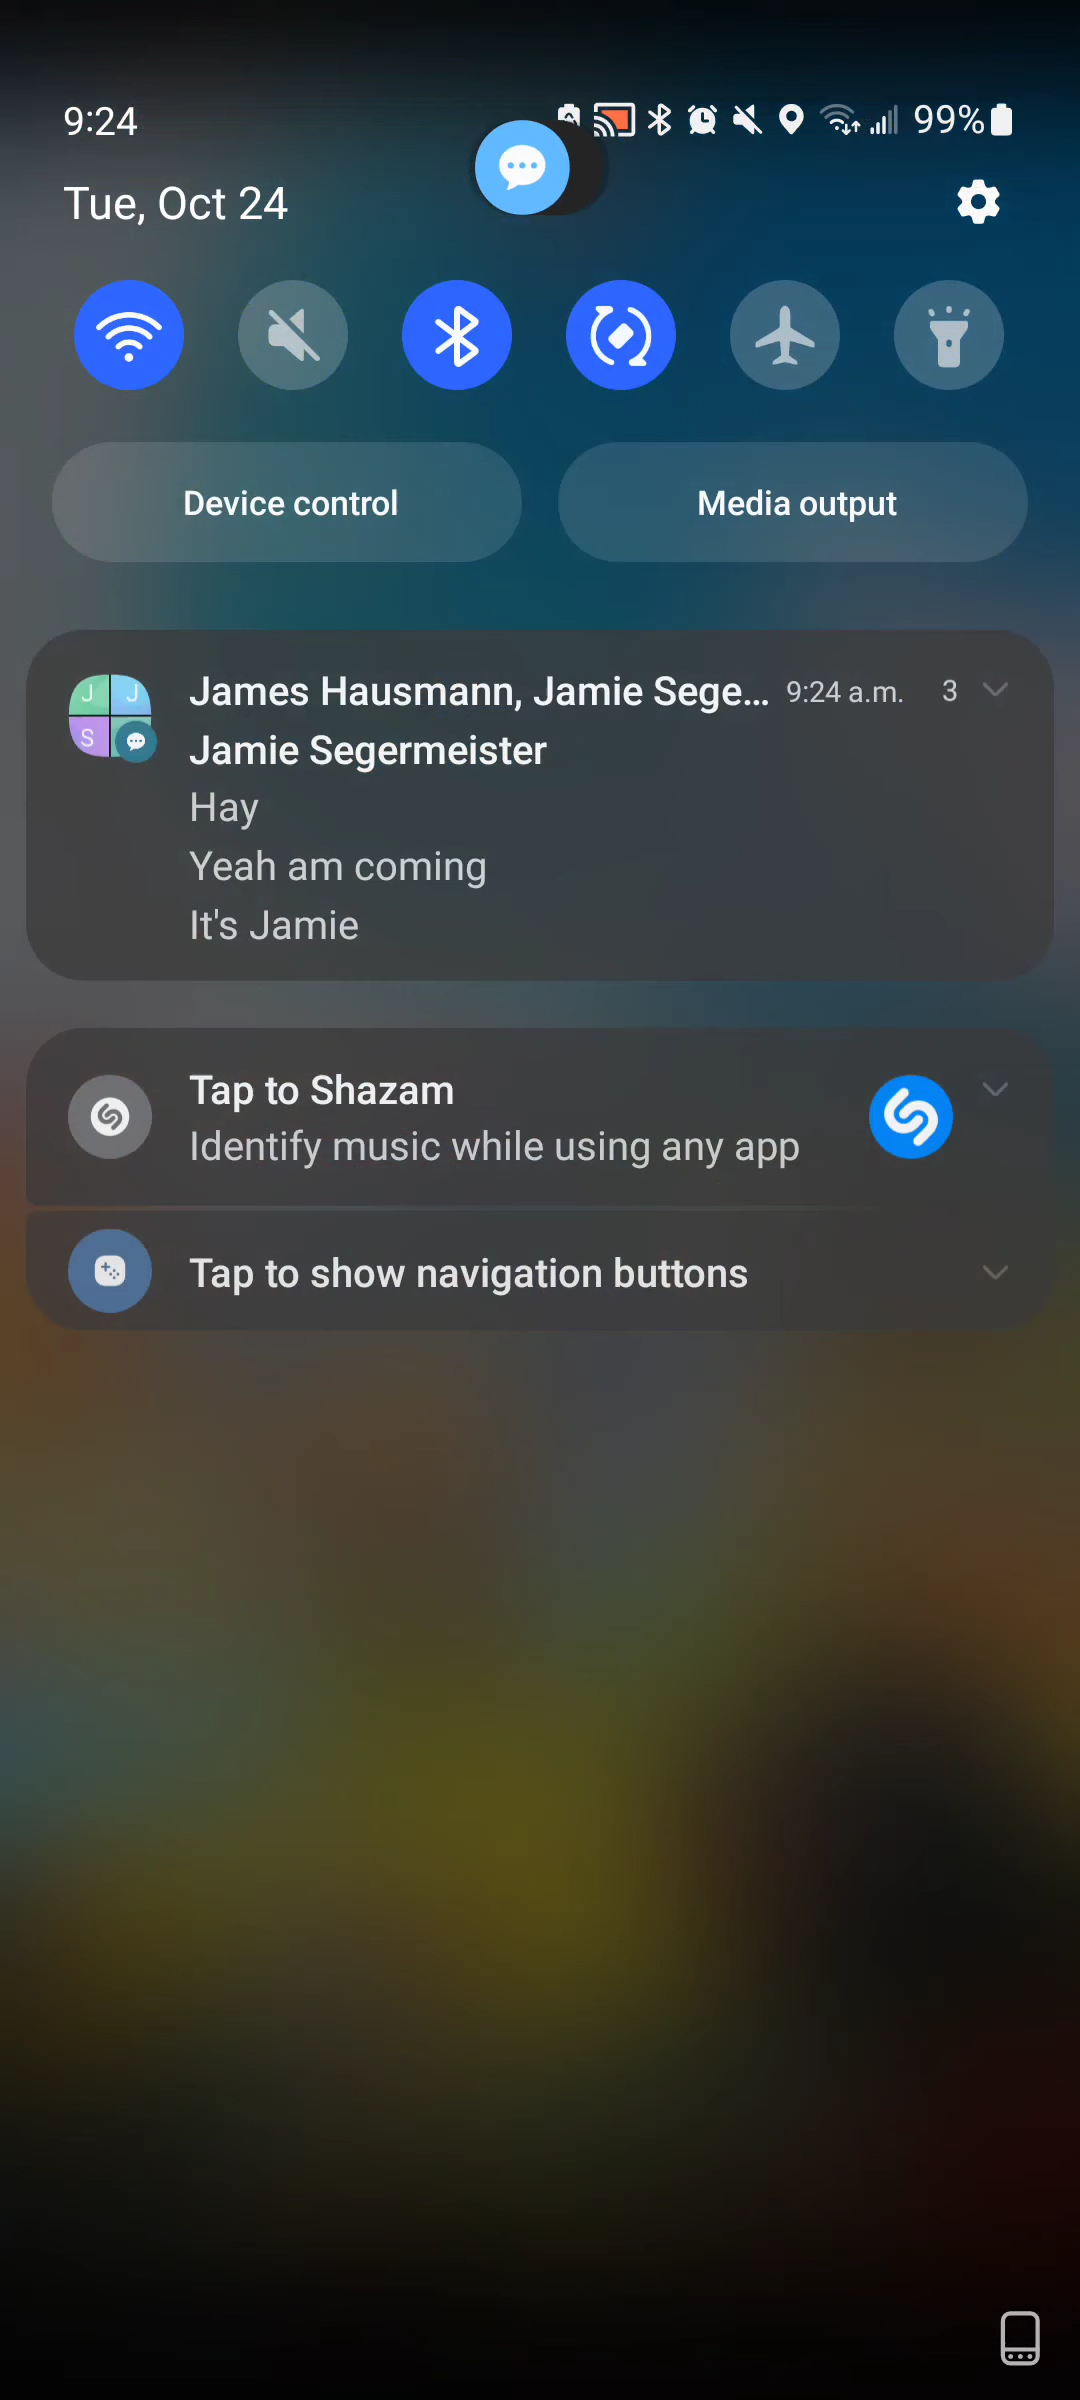 9:24
99%
Tue, Oct 24
Device control
Media output
James Hausmann, Jamie Sege... 9:24 a.m. 3
Jamie Segermeister
Hay
Yeah am coming
It's Jamie
J J
S
Tap to Shazam
Identify music while using any app
Tap to show navigation buttons